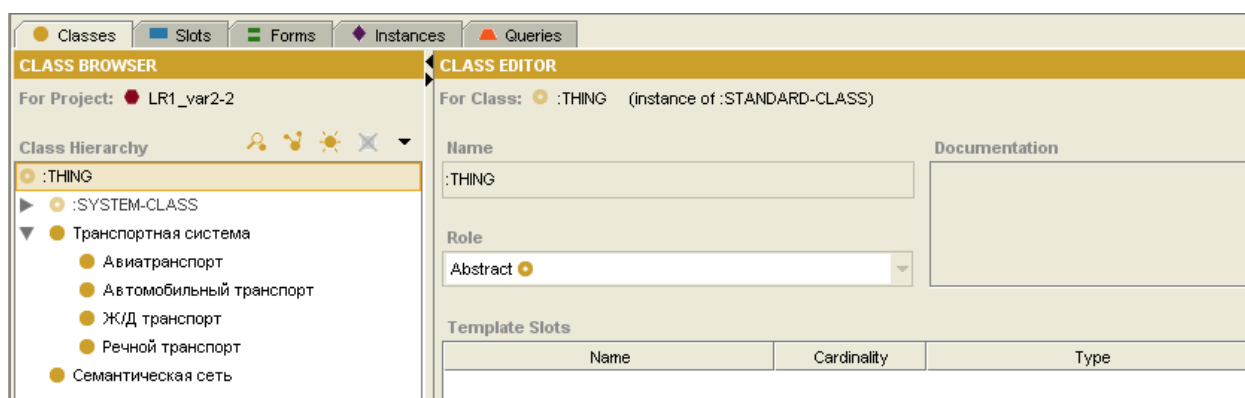 Classes Slots Forms Instances Queries
CLASS BROWSER
For Project: LR1_var2-2
Class Hierarchy
:THING
:SYSTEM-CLASS
Транспортная система
Авиатранспорт
Автомобильный транспорт
Ж/Д транспорт
Речной транспорт
Семантическая сеть
CLASS EDITOR
For Class: :THING (instance of :STANDARD-CLASS)
Name
:THING
Documentation
Role
Abstract
Template Slots
Name Cardinality Type